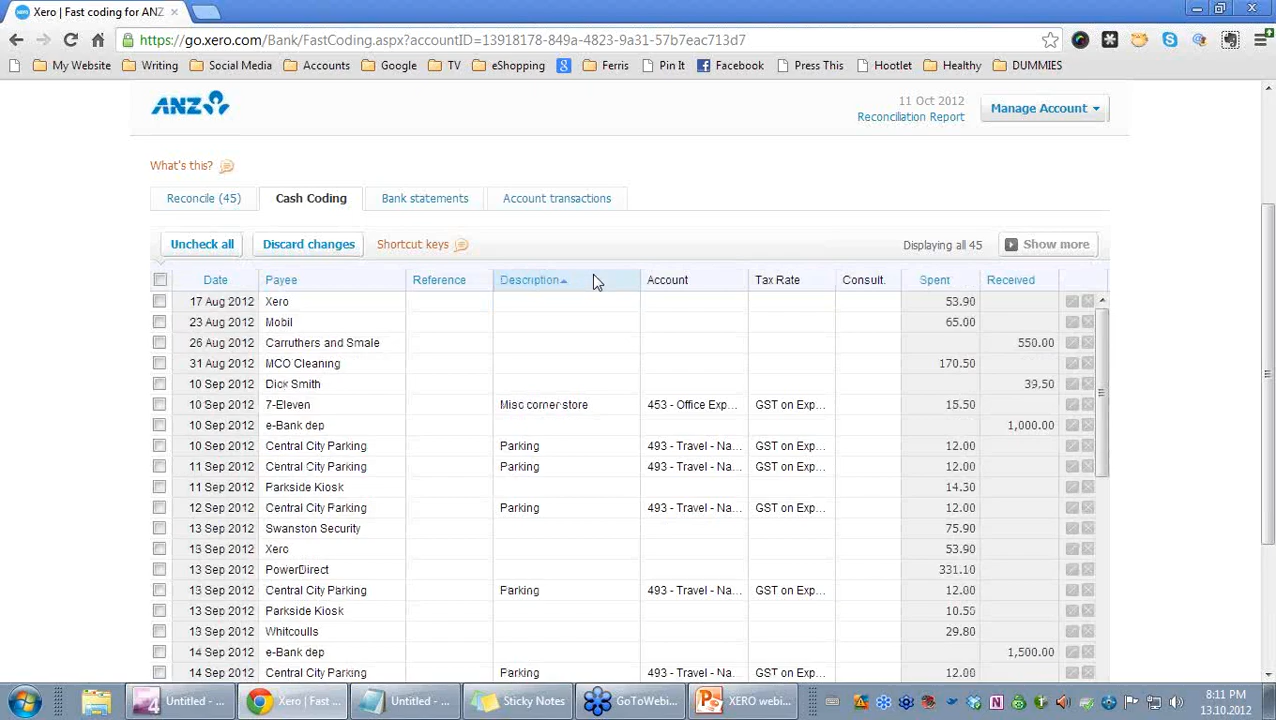 Xero | Fast coding for ANZ
https://go.xero.com/Bank/FastCoding.aspx?accountID=13918178-849a-4823-9a31-57b7eac713d7
My Website Writing Social Media Accounts Google TV eShopping Ferris Pin It Facebook Press This Hootlet Healthy DUMMIES
ANZ
11 Oct 2012
Reconciliation Report
Manage Account
What's this?
Reconcile (45) Cash Coding Bank statements Account transactions
Uncheck all Discard changes Shortcut keys Displaying all 45 Show more
Date Payee Reference Description Account Tax Rate Consult. Spent Received
17 Aug 2012 Xero 53.90
23 Aug 2012 Mobil 65.00
26 Aug 2012 Carruthers and Smale 550.00
31 Aug 2012 MCO Cleaning 170.50
10 Sep 2012 Dick Smith 39.50
10 Sep 2012 7-Eleven Misc corner store 453 - Office Exp... GST on Exp... 15.50
10 Sep 2012 e-Bank dep 1,000.00
10 Sep 2012 Central City Parking Parking 493 - Travel - Na... GST on Exp... 12.00
11 Sep 2012 Central City Parking Parking 493 - Travel - Na... GST on Exp... 12.00
11 Sep 2012 Parkside Kiosk 14.30
12 Sep 2012 Central City Parking Parking 493 - Travel - Na... GST on Exp... 12.00
13 Sep 2012 Swanston Security 75.90
13 Sep 2012 Xero 53.90
13 Sep 2012 PowerDirect 331.10
13 Sep 2012 Central City Parking Parking 493 - Travel - Na... GST on Exp... 12.00
13 Sep 2012 Parkside Kiosk 10.55
13 Sep 2012 Whitcoulls 29.80
14 Sep 2012 e-Bank dep 1,500.00
14 Sep 2012 Central City Parking Parking 493 - Travel - Na... GST on Exp... 12.00
Untitled - ... Xero | Fast ... Untitled - ... Sticky Notes GoToWebi... XERO webi...
8:11 PM
13.10.2012